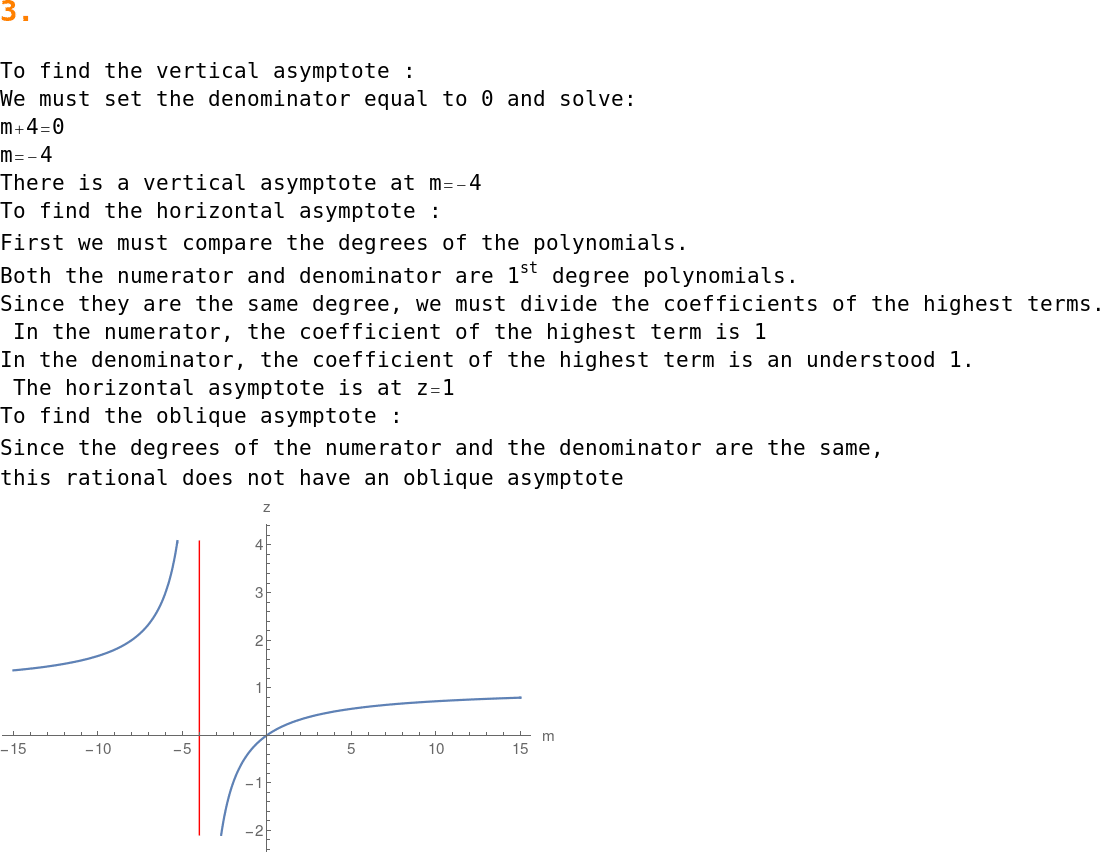 3.
To find the vertical asymptote :
We must set the denominator equal to 0 and solve:
m+4=0
m=−4
There is a vertical asymptote at m=−4
To find the horizontal asymptote :
First we must compare the degrees of the polynomials.
Both the numerator and denominator are 1st degree polynomials.
Since they are the same degree, we must divide the coefficients of the highest terms.
In the numerator, the coefficient of the highest term is 1
In the denominator, the coefficient of the highest term is an understood 1.
The horizontal asymptote is at z=1
To find the oblique asymptote :
Since the degrees of the numerator and the denominator are the same,
this rational does not have an oblique asymptote
z
4
3
2
1
−15 −10 −5 5 10 15 m
−1
−2